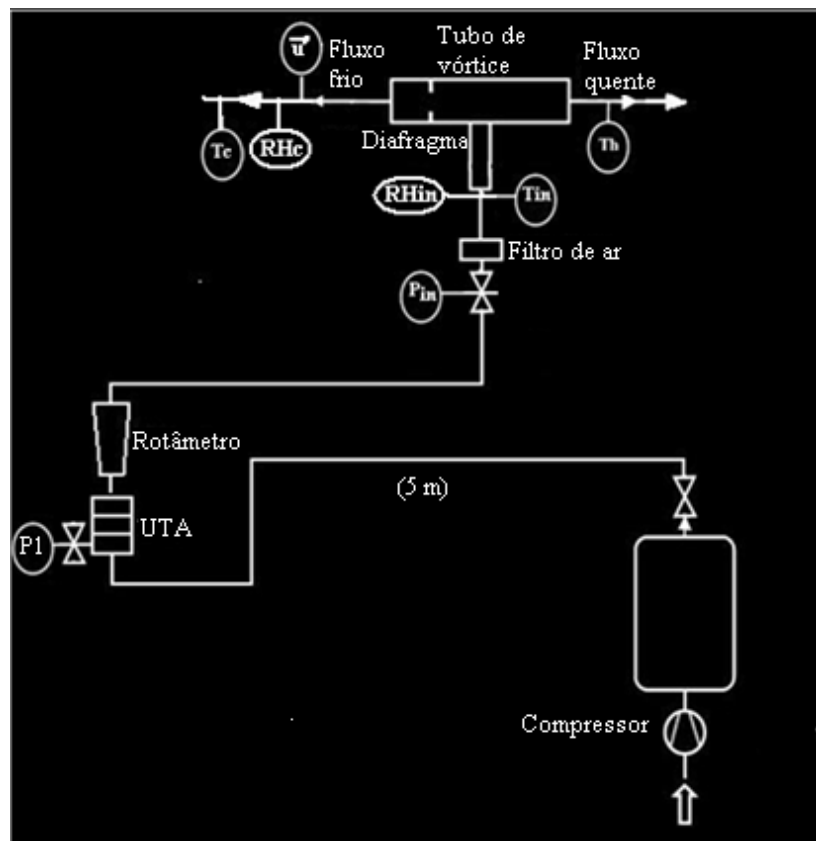 u
Fluxo
frio
Tubo de
vórtice
Fluxo
quente
Tc
RHc
Diafragma
Th
RHin
Tin
Filtro de ar
Pin
Rotâmetro
(5 m)
UTA
P1
Compressor